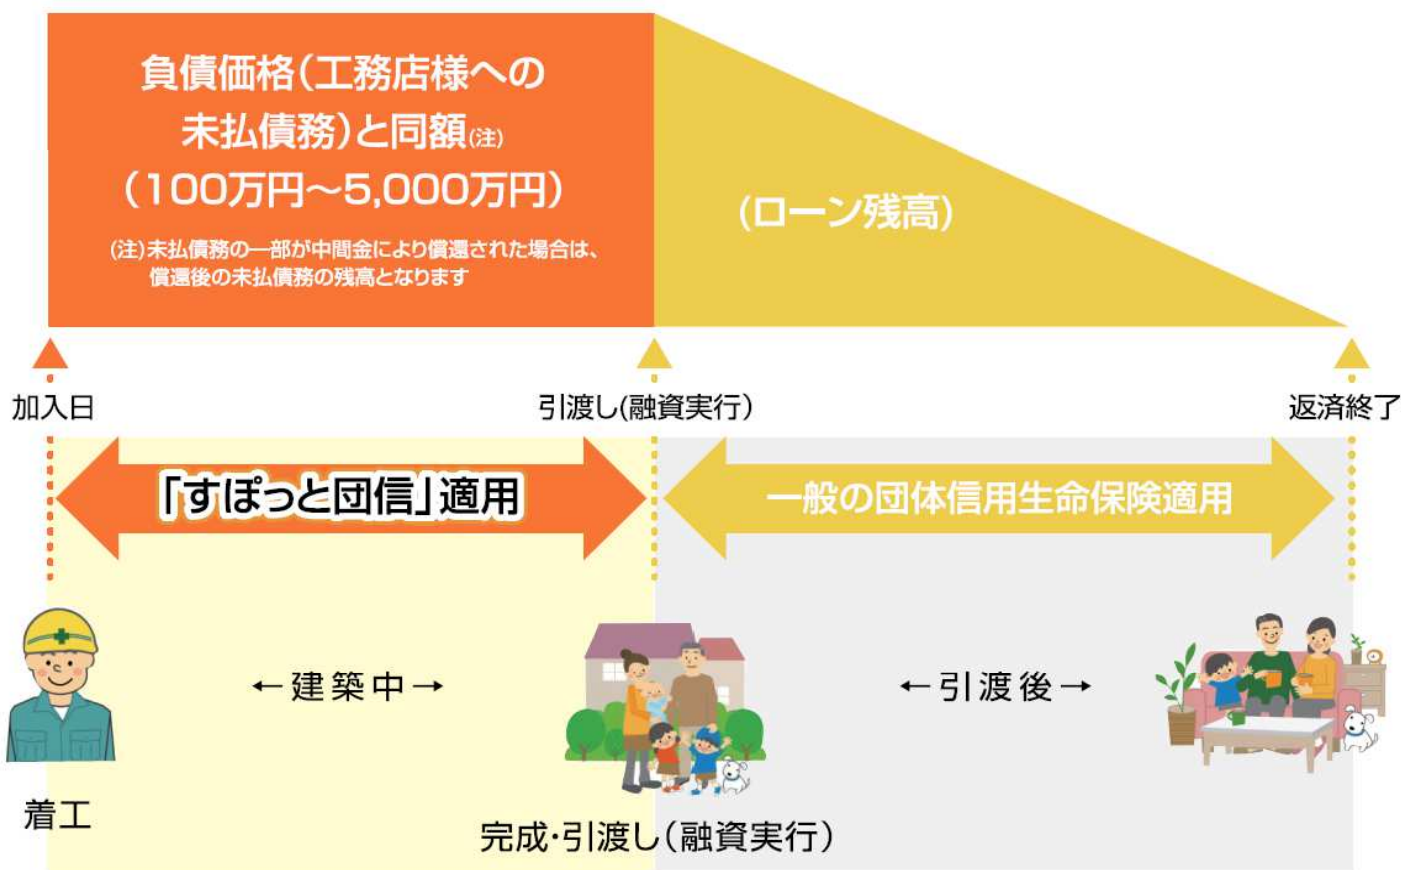 負債価格(工務店様への
未払債務)と同額(注)
(100万円～5,000万円)
(注)未払債務の一部が中間金により償還された場合は、
償還後の未払債務の残高となります
(ローン残高)
加入日
引渡し(融資実行)
返済終了
「すぽっと団信」適用
一般の団体信用生命保険適用
←建築中→
←引渡後→
着工
完成・引渡し(融資実行)